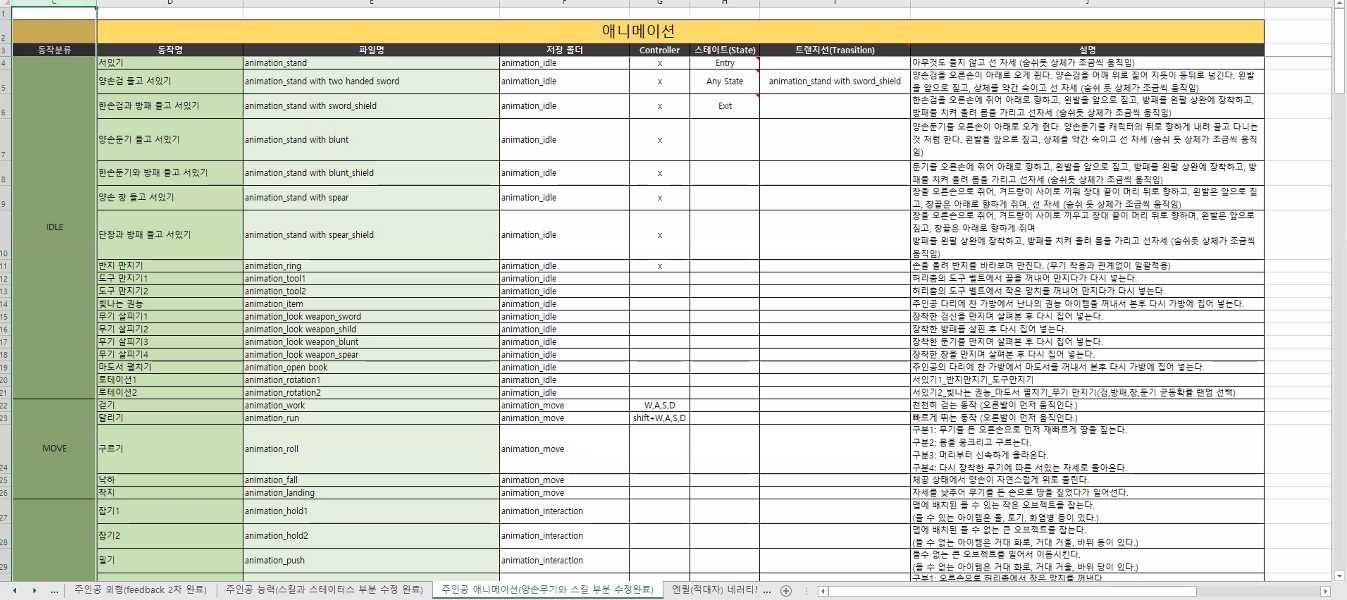 C D E F G H I J
1
2 애니메이션
3 동작분류 동작명 파일명 저장 폴더 Controller 스테이트(State) 트랜지션(Transition) 설명
4 서있기 animation_stand animation_idle x Entry 아무것도 들지 않고 선 자세 (숨쉬듯 상체가 조금씩 움직임)
5 양손검 들고 서있기 animation_stand with two handed sword animation_idle x Any State animation_stand with sword_shield 양손검을 오른손이 아래로 오게 쥔다. 양손검을 어깨 위로 짊어 지듯이 등뒤로 넘긴다. 왼발
을 앞으로 짚고, 상체를 약간 숙이고 선 자세 (숨쉬 듯 상체가 조금씩 움직임)
6 한손검과 방패 들고 서있기 animation_stand with sword_shield animation_idle x Exit 한손검을 오른손에 쥐어 아래로 향하고, 왼발을 앞으로 짚고, 방패를 왼팔 상완에 장착하고,
방패를 치켜 올려 몸을 가리고 선자세 (숨쉬듯 상체가 조금씩 움직임)
7 양손둔기 들고 서있기 animation_stand with blunt animation_idle x 양손둔기를 오른손이 아래로 오게 쥔다. 양손둔기를 캐릭터의 뒤로 향하게 내려 끌고 다니는
것 처럼 한다. 왼발을 앞으로 짚고, 상체를 약간 숙이고 선 자세 (숨쉬 듯 상체가 조금씩 움직
임)
8 한손둔기와 방패 들고 서있기 animation_stand with blunt_shield animation_idle x 둔기를 오른손에 쥐어 아래로 향하고, 왼발을 앞으로 짚고, 방패를 왼팔 상완에 장착하고, 방
패를 치켜 올려 몸을 가리고 선자세 (숨쉬듯 상체가 조금씩 움직임)
9 양손 창 들고 서있기 animation_stand with spear animation_idle x 창을 오른손으로 쥐어, 겨드랑이 사이로 끼워 창대 끝이 머리 뒤로 향하고, 왼발은 앞으로 짚
고, 창끝은 아래로 향하게 쥐며, 선 자세 (숨쉬 듯 상체가 조금씩 움직임)
10 IDLE 단창과 방패 들고 서있기 animation_stand with spear_shield animation_idle x 창을 오른손으로 쥐어, 겨드랑이 사이로 끼우고 창대 끝이 머리 뒤로 향하며, 왼발은 앞으로
짚고, 창끝은 아래로 향하게 쥐며
방패를 왼팔 상완에 장착하고, 방패를 치켜 올려 몸을 가리고 선자세 (숨쉬듯 상체가 조금씩
움직임)
11 반지 만지기 animation_ring animation_idle x 손을 올려 반지를 바라보며 만진다. (무기 착용과 관계없이 일괄적용)
12 도구 만지기1 animation_tool1 animation_idle 허리춤의 도구 벨트에서 끌을 꺼내어 만지다가 다시 넣는다.
13 도구 만지기2 animation_tool2 animation_idle 허리춤의 도구 벨트에서 작은 망치를 꺼내어 만지다가 다시 넣는다.
14 빛나는 권능 animation_item animation_idle 주인공 다리에 찬 가방에서 난나의 권능 아이템를 꺼내서 본후 다시 가방에 집어 넣는다.
15 무기 살피기1 animation_look weapon_sword animation_idle 장착한 검신을 만지며 살펴본 후 다시 집어 넣는다.
16 무기 살피기2 animation_look weapon_shild animation_idle 장착한 방패를 살핀 후 다시 집어 넣는다.
17 무기 살피기3 animation_look weapon_blunt animation_idle 장착한 둔기를 만지며 살펴본 후 다시 집어 넣는다.
18 무기 살피기4 animation_look weapon_spear animation_idle 장착한 창을 만지며 살펴본 후 다시 집어 넣는다.
19 마도서 펼치기 animation_open book animation_idle 주인공의 다리에 찬 가방에서 마도서를 꺼내서 본후 다시 가방에 집어 넣는다.
20 로테이션1 animation_rotation1 animation_idle 서있기1_반지만지기_도구만지기
21 로테이션2 animation_rotation2 animation_idle 서있기2_빛나는 권능_마도서 펼치기_무기 만지기(검,방패,창,둔기 균등확률 랜덤 선택)
22 걷기 animation_work animation_move W,A,S,D 천천히 걷는 동작 (오른발이 먼저 움직인다.)
23 달리기 animation_run animation_move shift+W,A,S,D 빠르게 뛰는 동작 (오른발이 먼저 움직인다.)
24 MOVE 구르기 animation_roll animation_move 구분1: 무기를 든 오른손으로 먼저 재빠르게 땅을 짚는다.
구분2: 몸을 웅크리고 구르는다.
구분3: 머리부터 신속하게 올라온다.
구분4: 다시 장착한 무기에 따른 서있는 자세로 돌아온다.
25 낙하 animation_fall animation_move 체공 상태에서 양손이 자연스럽게 위로 들린다.
26 착지 animation_landing animation_move 자세를 낮추어 무기를 든 손으로 땅을 짚었다가 일어선다.
27 잡기1 animation_hold1 animation_interaction 맵에 배치된 들 수 있는 작은 오브젝트를 잡는다.
(들 수 있는 아이템은 돌, 토기, 화염병 등이 있다.)
28 잡기2 animation_hold2 animation_interaction 맵에 배치된 들 수 없는 큰 오브젝트를 잡는다.
(들 수 없는 아이템은 거대 화로, 거대 거울, 바위 등이 있다.)
29 밀기 animation_push animation_interaction 들수 없는 큰 오브젝트를 밀어서 이동시킨다.
(들 수 없는 아이템은 거대 화로, 거대 거울, 바위 당이 있다.)
구분1: 오른손으로 허리춤에서 작은 망치를 꺼낸다
... 주인공 외형(feedback 2차 완료) 주인공 능력(스킬과 스테이터스 부분 수정 완료) 주인공 애니메이션(양손무기와 스킬 부분 수정완료) 엔릴(적대자) 네러티브 ...